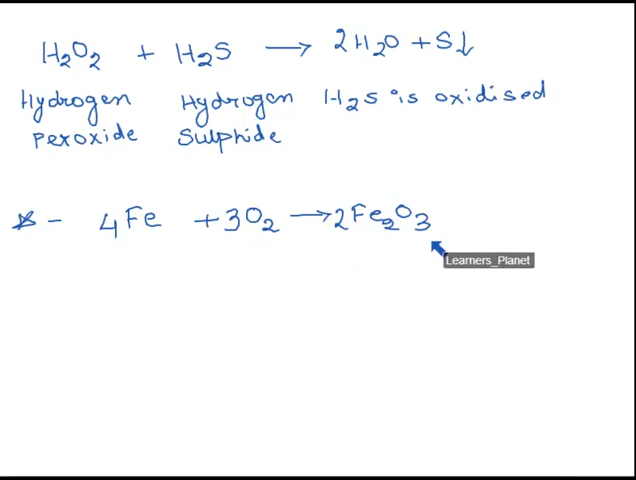 H₂O₂ + H₂S → 2H₂O + S↓
Hydrogen Hydrogen H₂S is oxidised
Peroxide Sulphide
4Fe + 3O₂ → 2Fe₂O₃
Learners_Planet